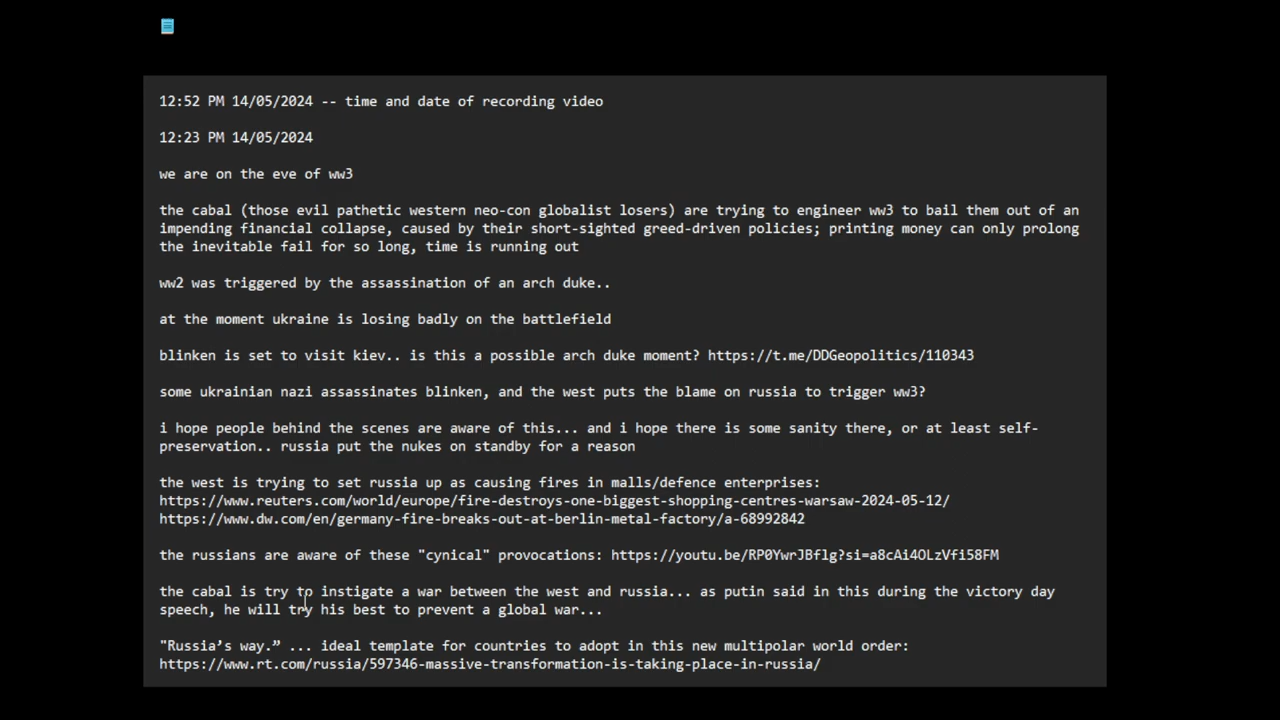 12:52 PM 14/05/2024 -- time and date of recording video
12:23 PM 14/05/2024
we are on the eve of ww3
the cabal (those evil pathetic western neo-con globalist losers) are trying to engineer ww3 to bail them out of an
impending financial collapse, caused by their short-sighted greed-driven policies; printing money can only prolong
the inevitable fail for so long, time is running out
ww2 was triggered by the assassination of an arch duke..
at the moment ukraine is losing badly on the battlefield
blinken is set to visit kiev.. is this a possible arch duke moment? https://t.me/DDGeopolitics/110343
some ukrainian nazi assassinates blinken, and the west puts the blame on russia to trigger ww3?
i hope people behind the scenes are aware of this... and i hope there is some sanity there, or at least self-
preservation.. russia put the nukes on standby for a reason
the west is trying to set russia up as causing fires in malls/defence enterprises:
https://www.reuters.com/world/europe/fire-destroys-one-biggest-shopping-centres-warsaw-2024-05-12/
https://www.dw.com/en/germany-fire-breaks-out-at-berlin-metal-factory/a-68992842
the russians are aware of these "cynical" provocations: https://youtu.be/RP0YwrJBflg?si=a8cAi4OLzVfi58FM
the cabal is try to instigate a war between the west and russia... as putin said in this during the victory day
speech, he will try his best to prevent a global war...
"Russia’s way.” ... ideal template for countries to adopt in this new multipolar world order:
https://www.rt.com/russia/597346-massive-transformation-is-taking-place-in-russia/